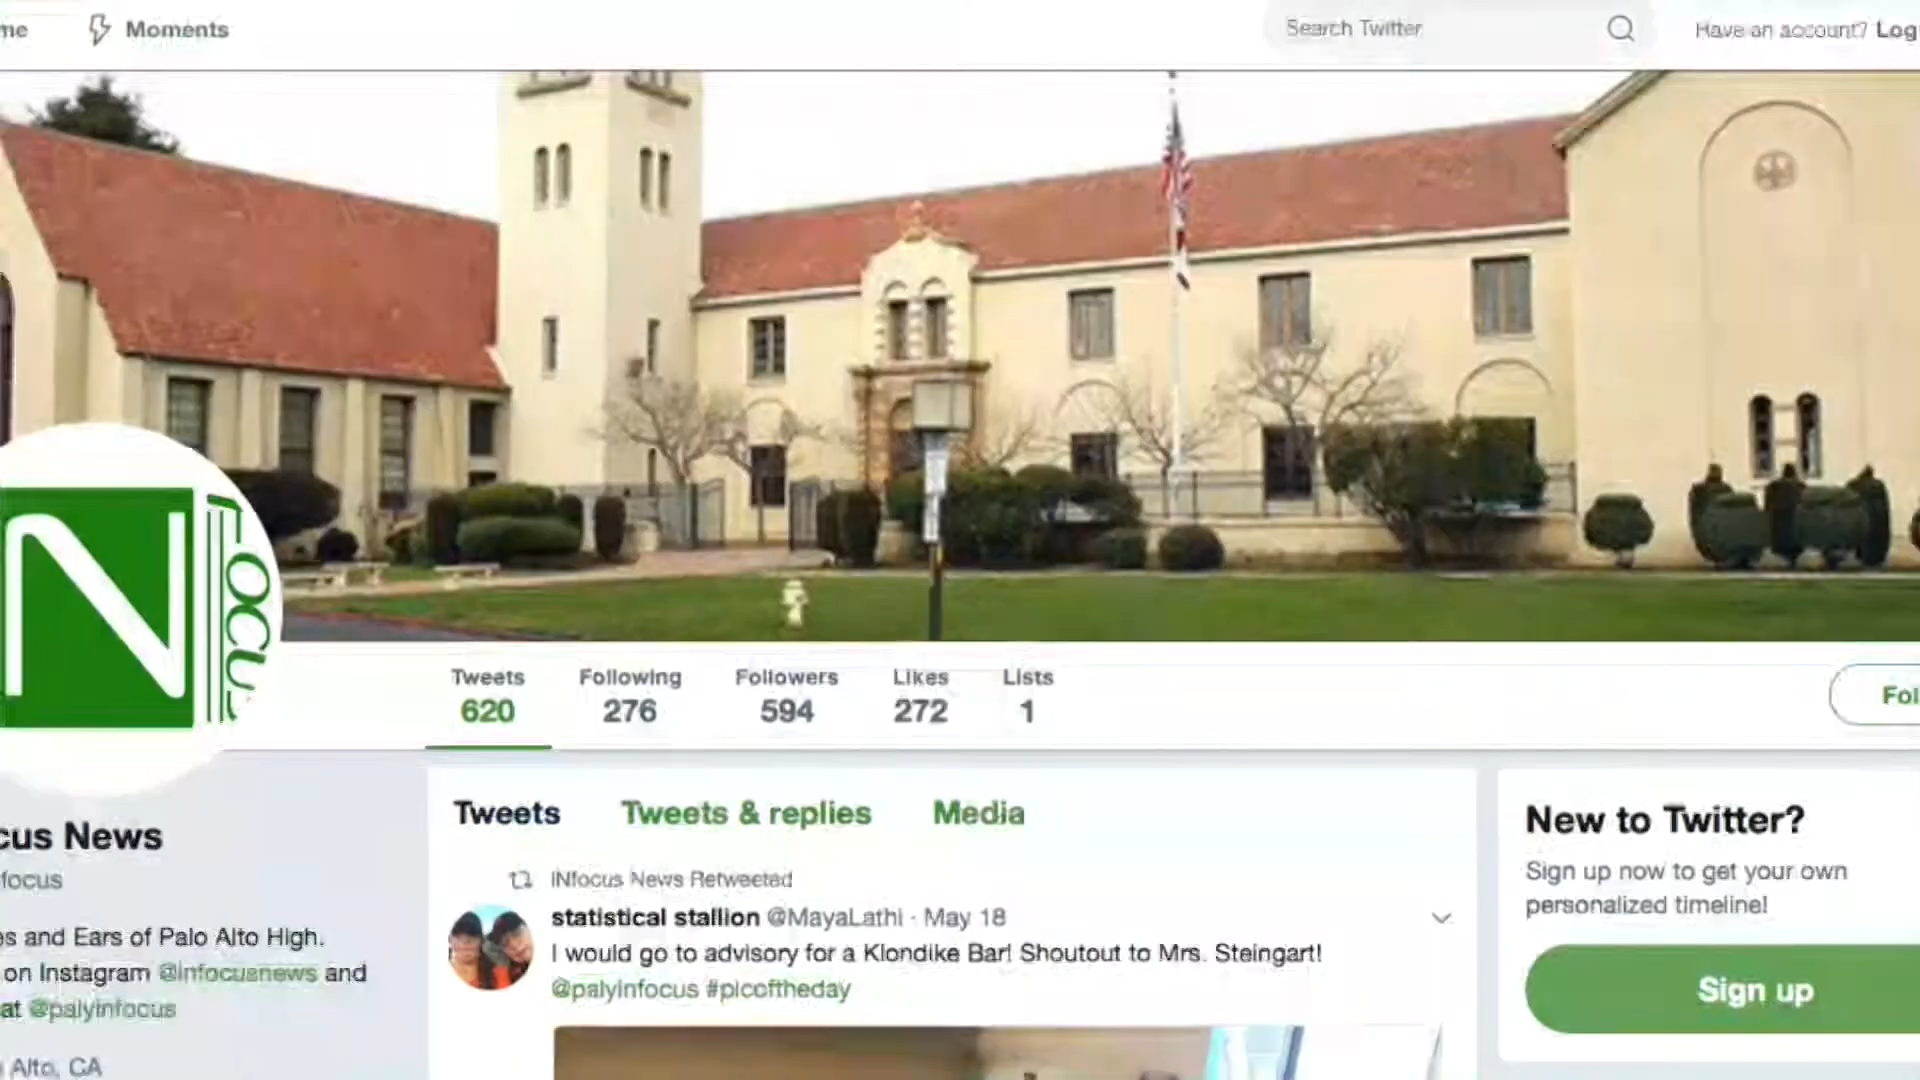 me Moments Search Twitter Have an account? Log
N
FOCUS
Tweets Following Followers Likes Lists
620 276 594 272 1
Fol
Tweets Tweets & replies Media
INfocus News Retweeted
statistical stallion @MayaLathi · May 18
I would go to advisory for a Klondike Bar! Shoutout to Mrs. Steingart!
@palyinfocus #picoftheday
cus News
focus
es and Ears of Palo Alto High.
on Instagram @infocusnews and
at @palyinfocus
Alto, CA
New to Twitter?
Sign up now to get your own
personalized timeline!
Sign up